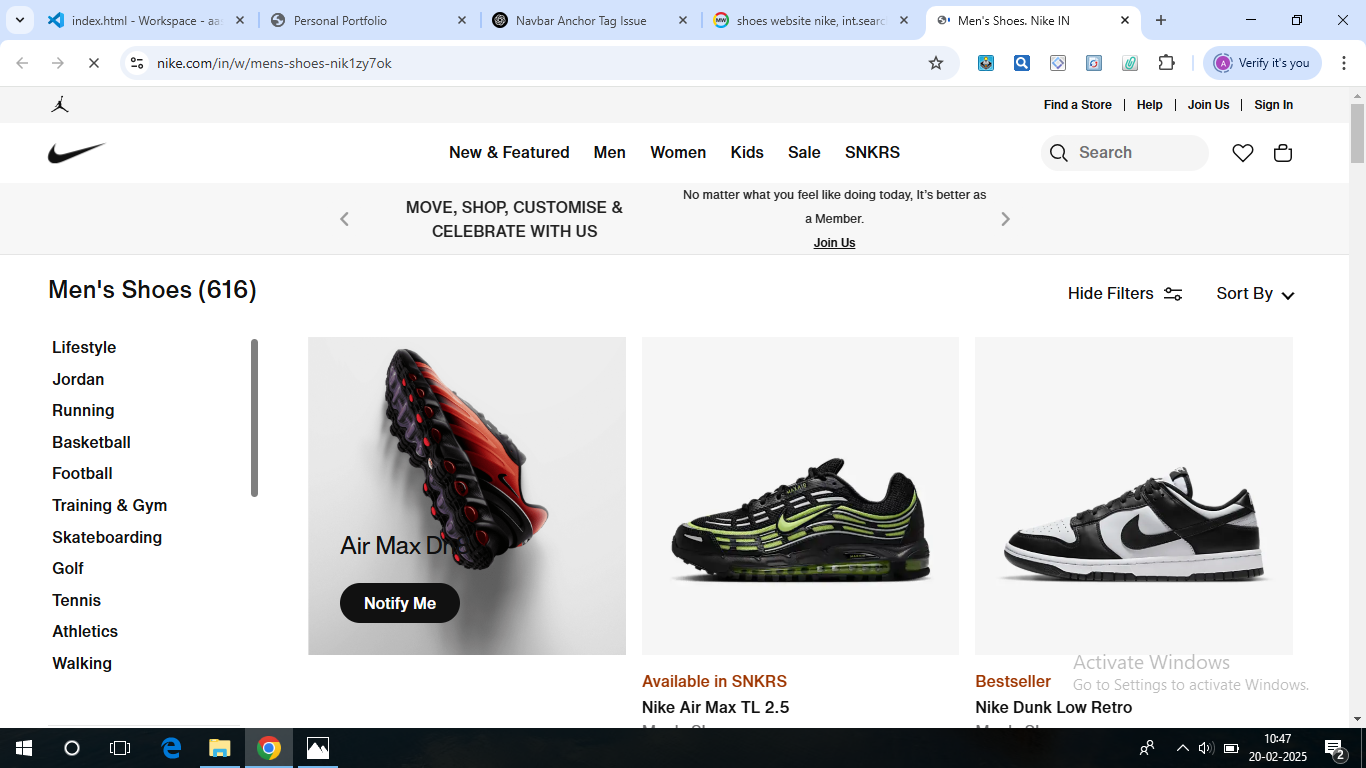 index.html - Workspace - aas
Personal Portfolio
Navbar Anchor Tag Issue
MW
shoes website nike, int.searc
Men's Shoes. Nike IN
nike.com/in/w/mens-shoes-nik1zy7ok
A
Verify it's you
Find a Store
Help
Join Us
Sign In
New & Featured
Men
Women
Kids
Sale
SNKRS
Search
MOVE, SHOP, CUSTOMISE &
CELEBRATE WITH US
No matter what you feel like doing today, It's better as
a Member.
Join Us
Men's Shoes (616)
Hide Filters
Sort By
Lifestyle
Jordan
Running
Basketball
Football
Training & Gym
Skateboarding
Golf
Tennis
Athletics
Walking
Air Max D
Notify Me
Available in SNKRS
Nike Air Max TL 2.5
Bestseller
Nike Dunk Low Retro
Activate Windows
Go to Settings to activate Windows.
10:47
20-02-2025
2